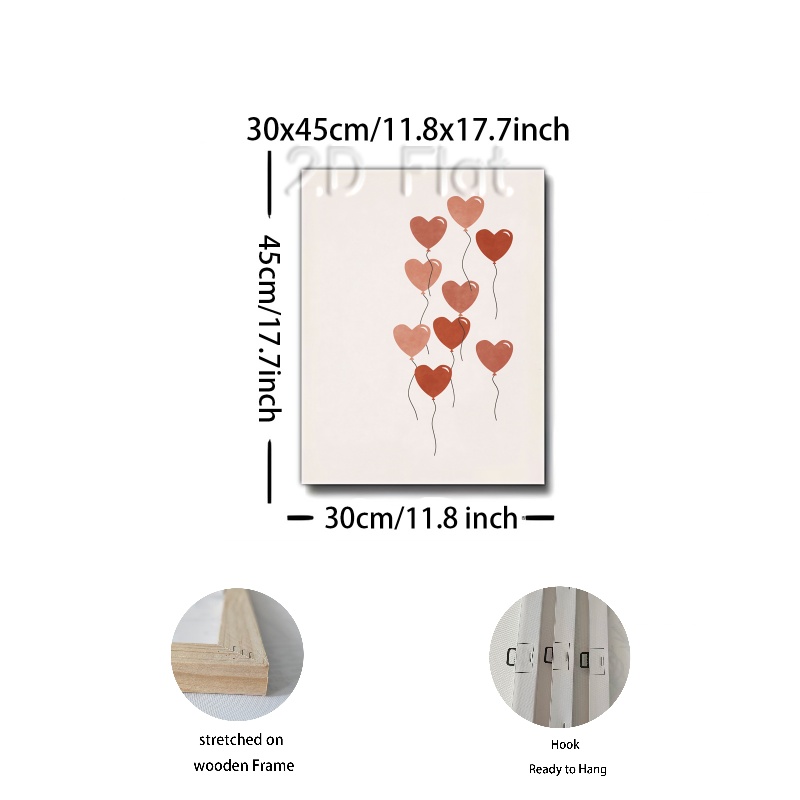 30x45cm/11.8x17.7inch
2D Flat
45cm/17.7inch
30cm/11.8 inch
stretched on
wooden Frame
Hook
Ready to Hang